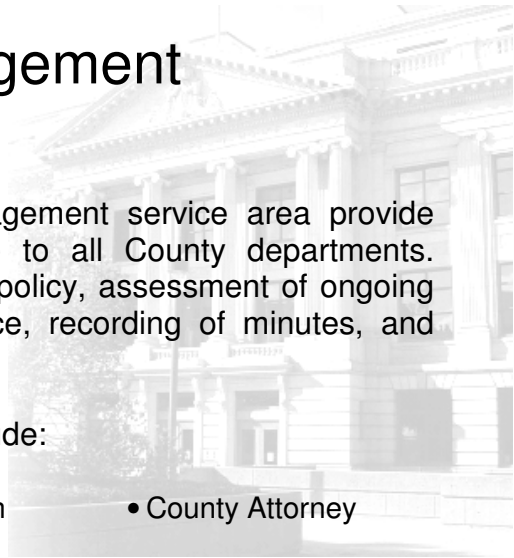 gement
agement service area provide
to all County departments.
policy, assessment of ongoing
ce, recording of minutes, and
de:
n • County Attorney